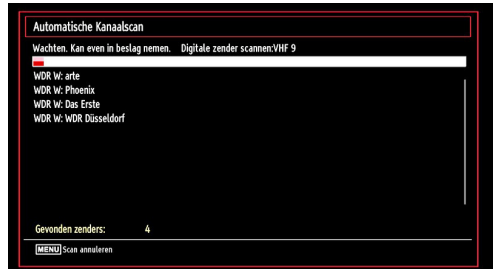 Automatische Kanaalscan
Wachten. Kan even in beslag nemen. Digitale zender scannen:VHF 9
WDR W: arte
WDR W: Phoenix
WDR W: Das Erste
WDR W: WDR Düsseldorf
Gevonden zenders: 4
MENU Scan annuleren